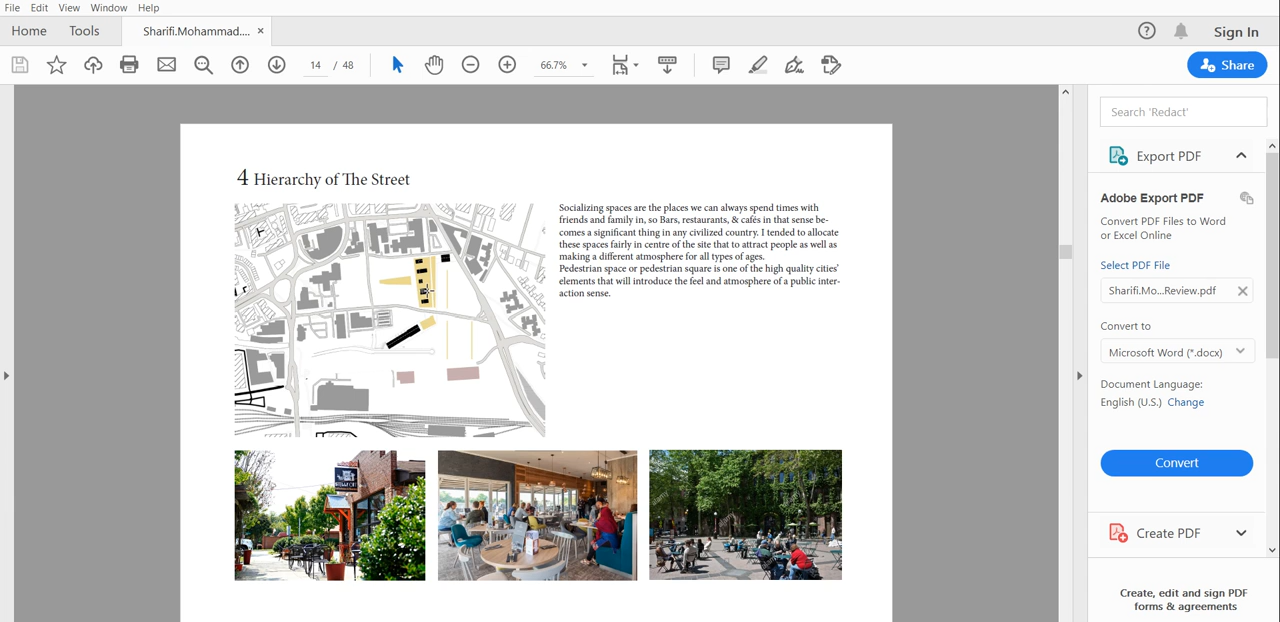 File Edit View Window Help
Home Tools Sharifi.Mohammad.... × Sign In
14 / 48 66.7% Share
Search 'Redact'
Export PDF
4 Hierarchy of The Street
Adobe Export PDF
Convert PDF Files to Word
or Excel Online
Select PDF File
Sharifi.Mo...Review.pdf
Convert to
Microsoft Word (*.docx)
Document Language:
English (U.S.) Change
Convert
Create PDF
Create, edit and sign PDF
forms & agreements
Socializing spaces are the places we can always spend times with
friends and family in, so Bars, restaurants, & cafés in that sense be-
comes a significant thing in any civilized country. I tended to allocate
these spaces fairly in centre of the site that to attract people as well as
making a different atmosphere for all types of ages.
Pedestrian space or pedestrian square is one of the high quality cities'
elements that will introduce the feel and atmosphere of a public inter-
action sense.